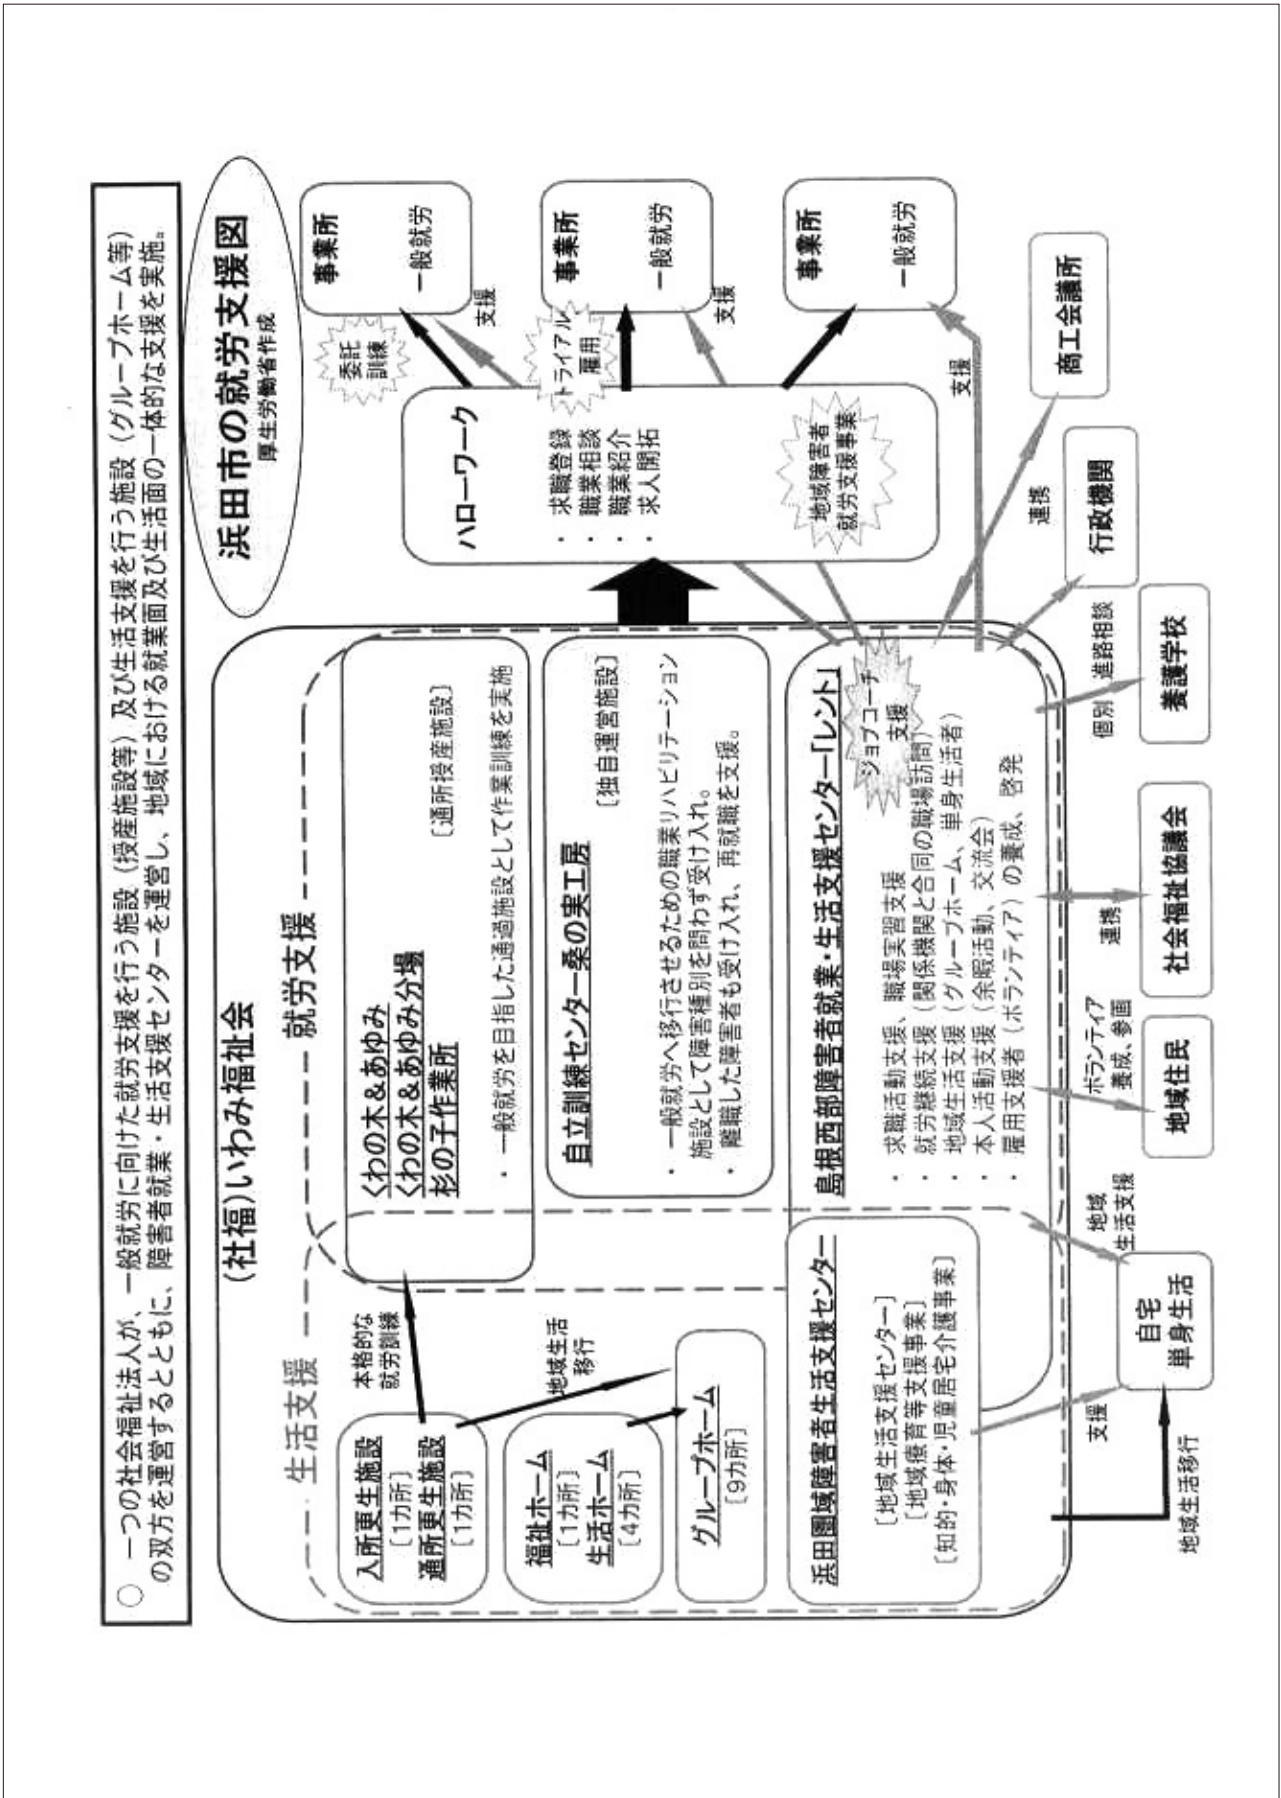 ○ 一つの社会福祉法人が、一般就労に向けた就労支援を行う施設（授産施設等）及び生活支援を行う施設（グループホーム等）
の双方を運営するとともに、障害者就業・生活支援センターを運営し、地域における就業面及び生活面の一体的な支援を実施。
浜田市の就労支援図
厚生労働省作成
(社福)いわみ福祉会
生活支援
就労支援
入所更生施設
［1カ所］
通所更生施設
［1カ所］
本格的な
就労訓練
福祉ホーム
［1カ所］
生活ホーム
［4カ所］
地域生活
移行
グループホーム
［9カ所］
浜田圏域障害者生活支援センター
［地域生活支援センター］
［地域療育等支援事業］
［知的・身体・児童居宅介護事業］
くわの木&あゆみ
くわの木&あゆみ分場
杉の子作業所
［通所授産施設］
・ 一般就労を目指した通過施設として作業訓練を実施
自立訓練センター桑の実工房
［独自運営施設］
・ 一般就労へ移行させるための職業リハビリテーション
施設として障害種別を問わず受け入れ。
・ 離職した障害者も受け入れ、再就職を支援。
島根西部障害者就業・生活支援センター「レント」
・ 求職活動支援、職場実習支援
・ 就労継続支援（関係機関と合同の職場訪問）
・ 地域生活支援（グループホーム、単身生活者）
・ 本人活動支援（余暇活動、交流会）
・ 雇用支援者（ボランティア）の養成、啓発
ジョブコーチ
支援
ハローワーク
・ 求職登録
・ 職業相談
・ 職業紹介
・ 求人開拓
地域障害者
就労支援事業
委託
訓練
トライアル
雇用
事業所
一般就労
支援
事業所
一般就労
支援
事業所
一般就労
支援
商工会議所
連携
行政機関
個別 進路相談
養護学校
連携
社会福祉協議会
ボランティア
養成、参画
地域住民
地域
生活支援
自宅
単身生活
支援
地域生活移行